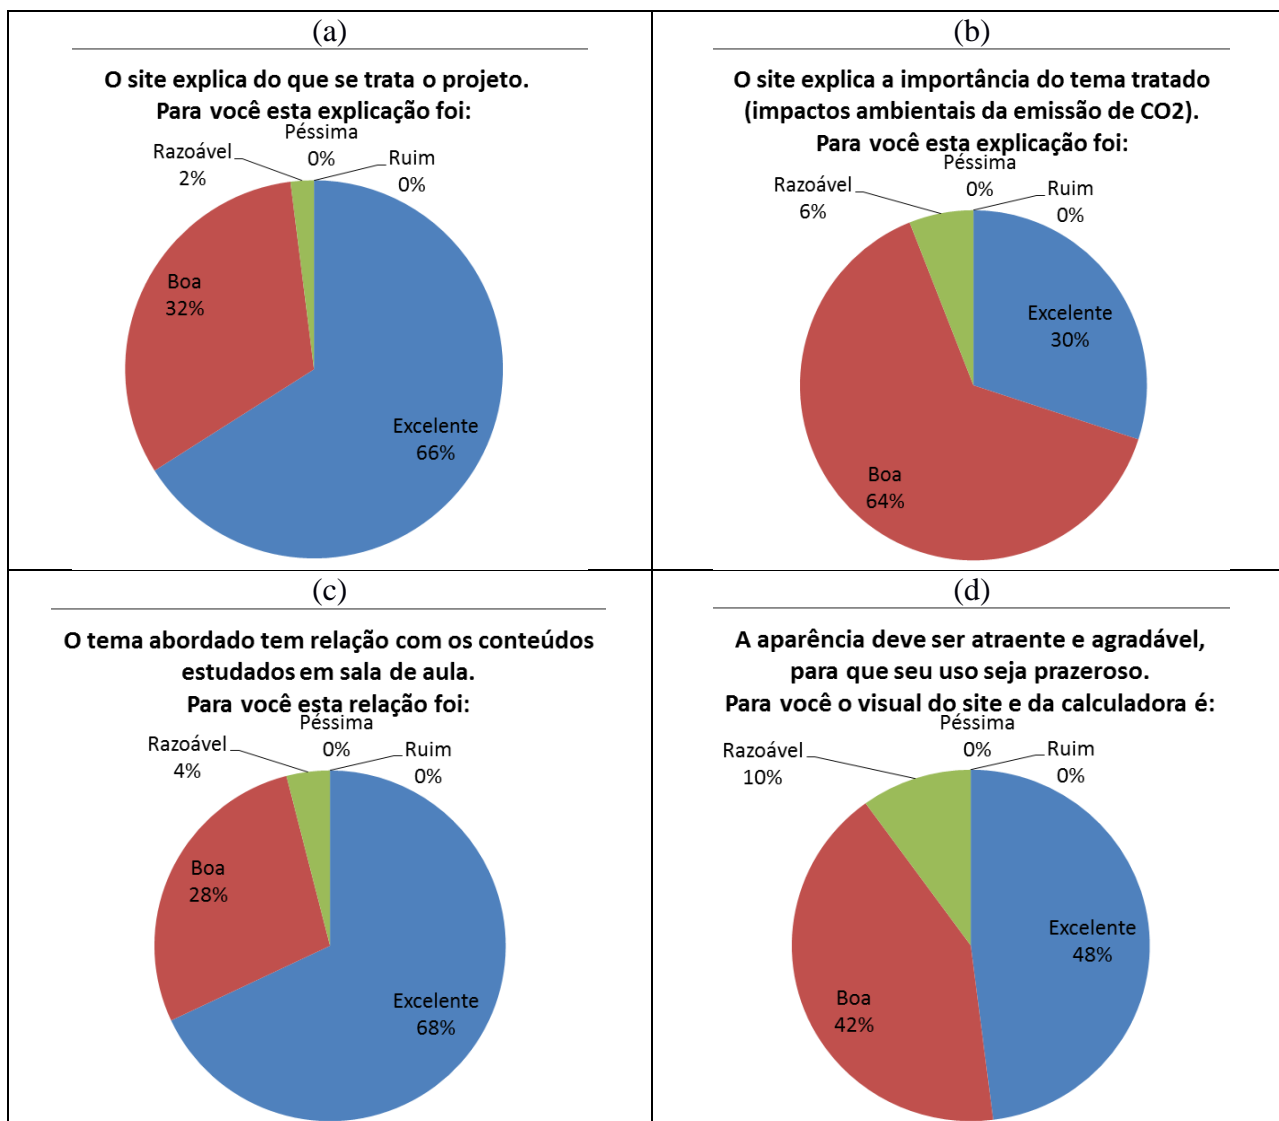 (a)
O site explica do que se trata o projeto.
Para você esta explicação foi:
Péssima
0%
Razoável
2%
Ruim
0%
Boa
32%
Excelente
66%
(b)
O site explica a importância do tema tratado
(impactos ambientais da emissão de CO2).
Para você esta explicação foi:
Péssima
0%
Razoável
6%
Ruim
0%
Excelente
30%
Boa
64%
(c)
O tema abordado tem relação com os conteúdos
estudados em sala de aula.
Para você esta relação foi:
Péssima
0%
Razoável
4%
Ruim
0%
Boa
28%
Excelente
68%
(d)
A aparência deve ser atraente e agradável,
para que seu uso seja prazeroso.
Para você o visual do site e da calculadora é:
Péssima
0%
Razoável
10%
Ruim
0%
Excelente
48%
Boa
42%